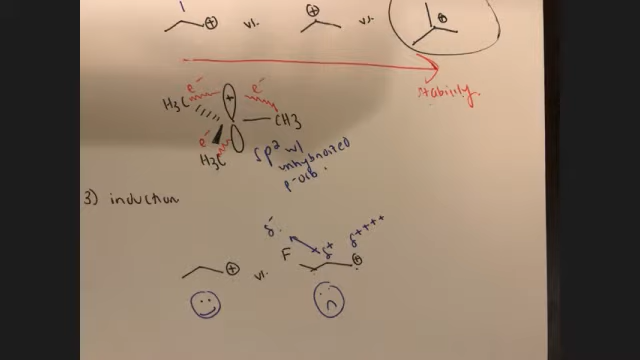 ⊕ vs. ⊕ vs ⊕
stability.
e⁻ + e⁻
H₃C CH3
e⁻
H₃C
sp² w/
unhybridized
p-orb.
3) induction
δ⁻ δ⁺ δ⁺⁺⁺⁺
F
⊕ vs. ⊕